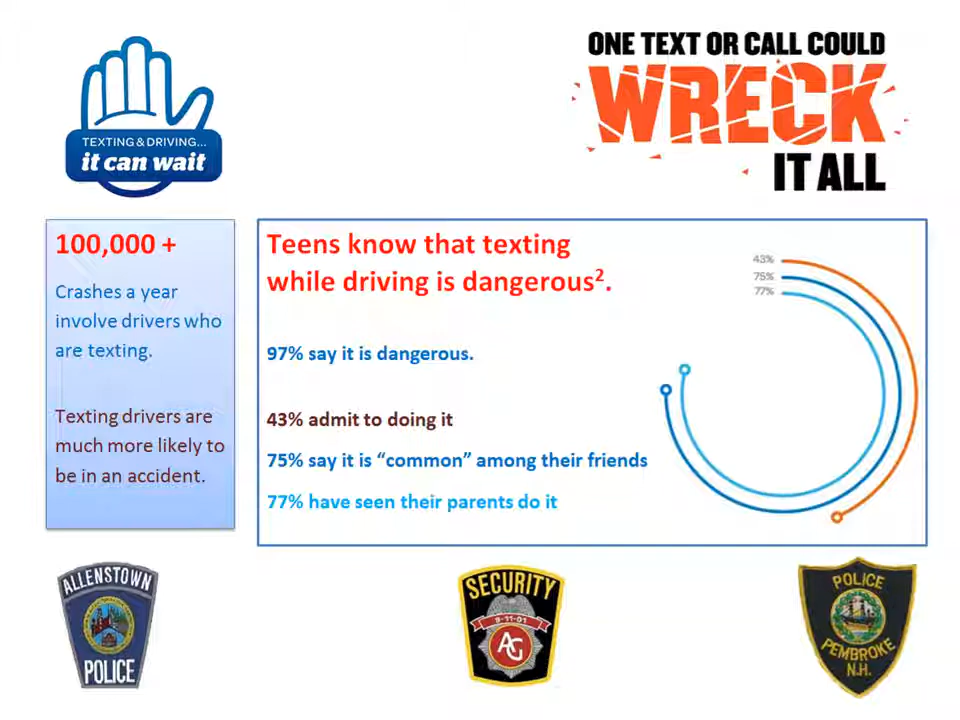 TEXTING & DRIVING...
it can wait
ONE TEXT OR CALL COULD
WRECK
IT ALL
100,000 +
Crashes a year
involve drivers who
are texting.
Texting drivers are
much more likely to
be in an accident.
Teens know that texting
while driving is dangerous².
97% say it is dangerous.
43% admit to doing it
75% say it is “common” among their friends
77% have seen their parents do it
43%
75%
77%
ALLENSTOWN
POLICE
SECURITY
9-11-01
AG
POLICE
PEMBROKE
N.H.